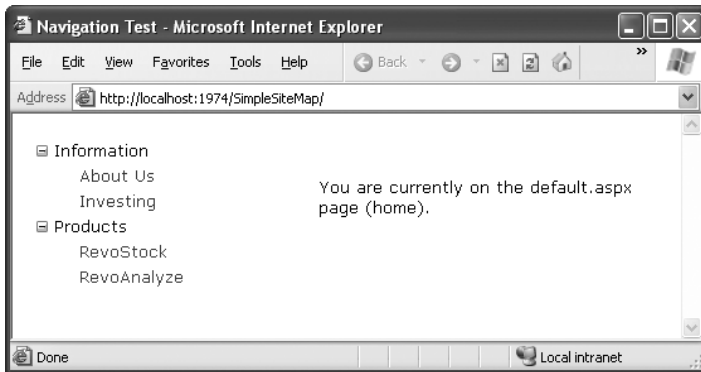 Navigation Test - Microsoft Internet Explorer
File Edit View Favorites Tools Help Back »
Address http://localhost:1974/SimpleSiteMap/
Information
About Us
Investing
You are currently on the default.aspx
page (home).
Products
RevoStock
RevoAnalyze
Done Local intranet